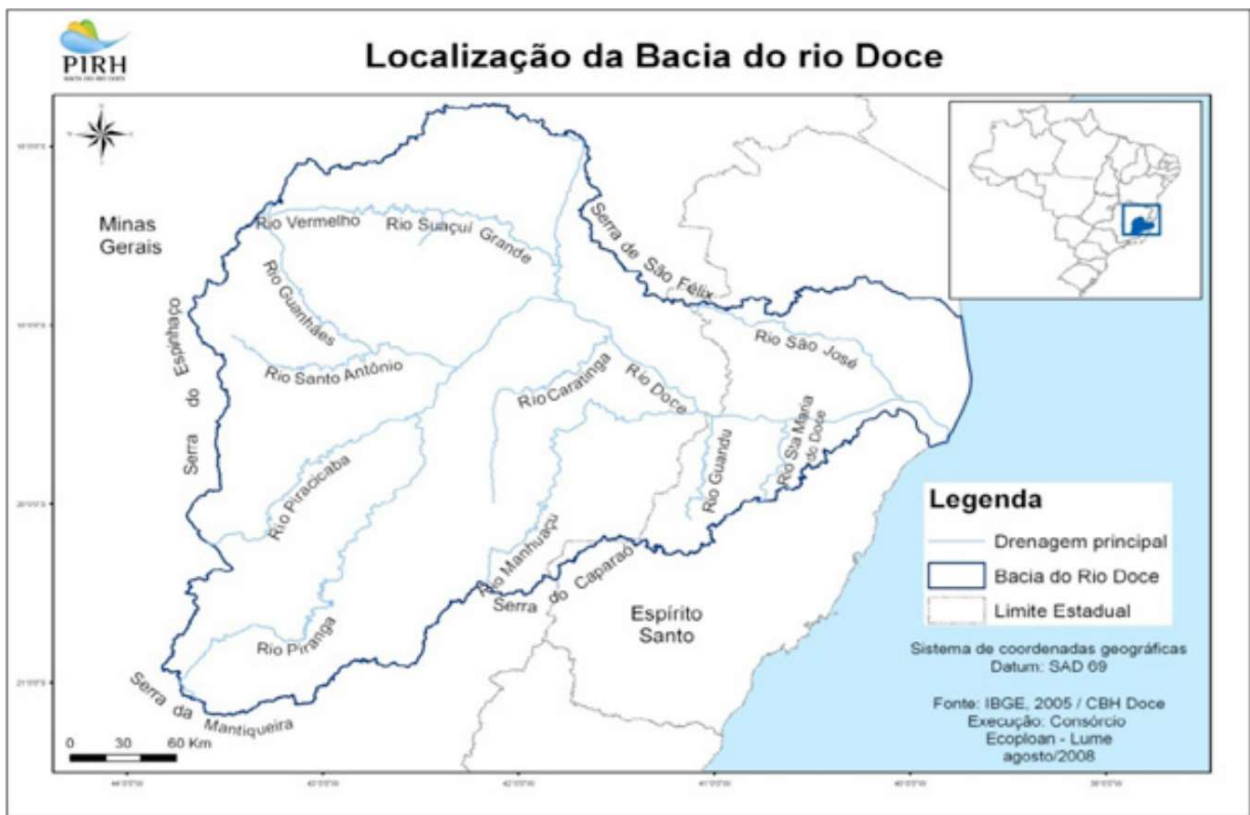 PIRH
BACIA DO RIO DOCE
Localização da Bacia do rio Doce
Minas
Gerais
Rio Vermelho
Rio Suaçuí Grande
Serra de São Félix
Rio Guanhães
Serra do Espinhaço
Rio Santo Antônio
Rio São José
Rio Caratinga
Rio Doce
Rio Guandu
Rio Sta Maria
do Doce
Rio Piracicaba
Rio Manhuaçu
Serra do Caparaó
Espírito
Santo
Rio Piranga
Serra da Mantiqueira
0 30 60 Km
Legenda
Drenagem principal
Bacia do Rio Doce
Limite Estadual
Sistema de coordenadas geográficas
Datum: SAD 69
Fonte: IBGE, 2005 / CBH Doce
Execução: Consórcio
Ecoploan - Lume
agosto/2008